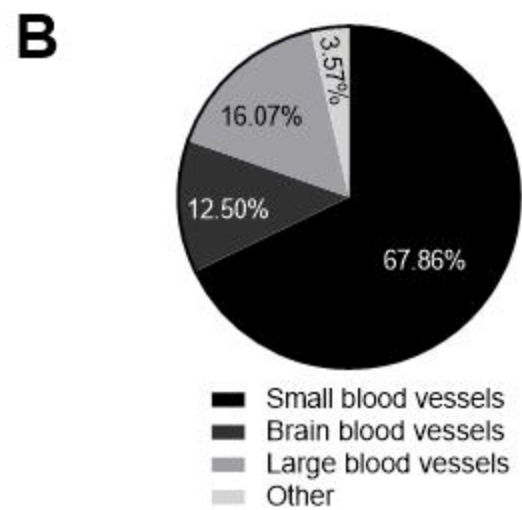 B
3.57%
16.07%
12.50%
67.86%
Small blood vessels
Brain blood vessels
Large blood vessels
Other